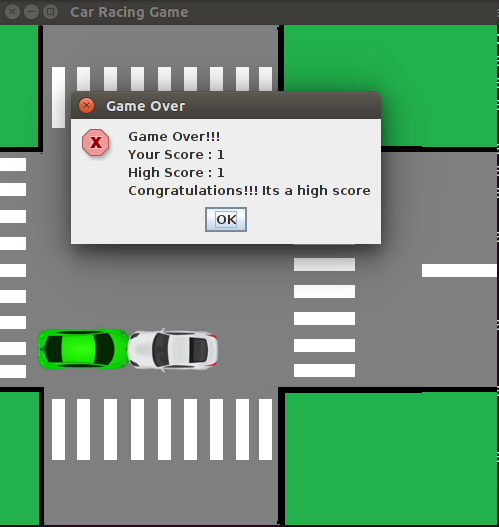 Car Racing Game
Game Over
Game Over!!!
Your Score : 1
High Score : 1
Congratulations!!! Its a high score
OK